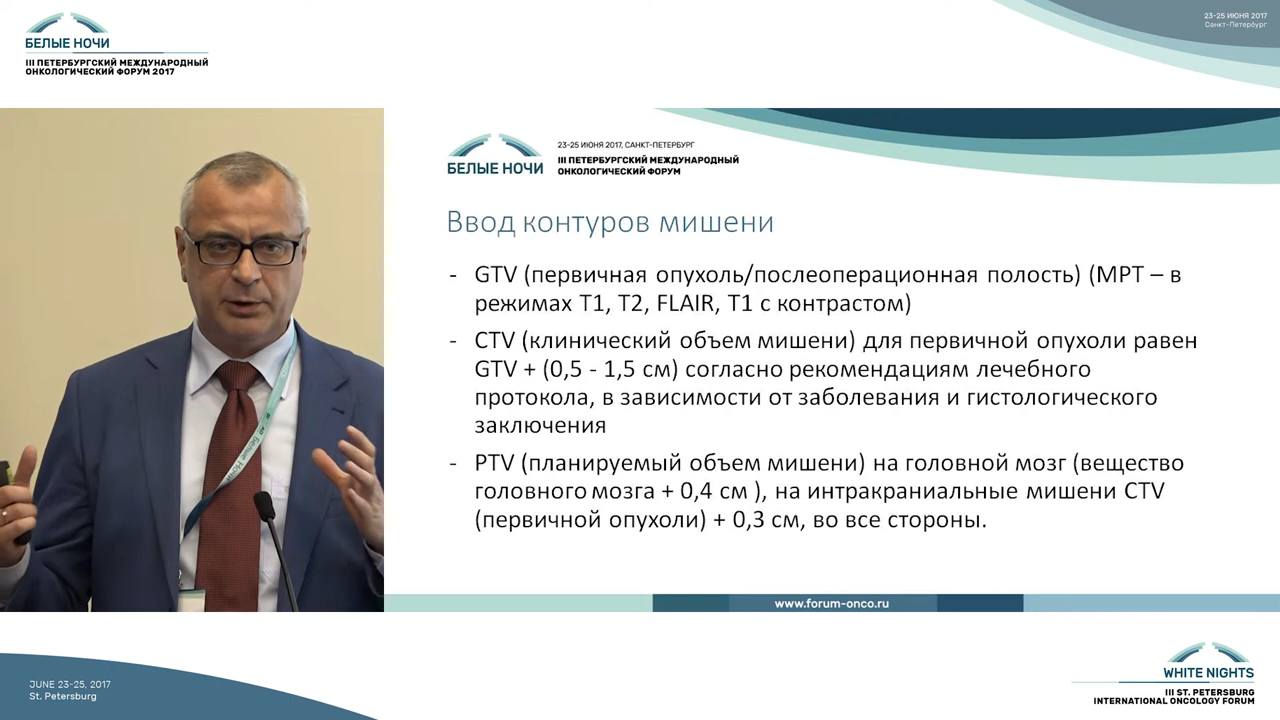 БЕЛЫЕ НОЧИ
III ПЕТЕРБУРГСКИЙ МЕЖДУНАРОДНЫЙ
ОНКОЛОГИЧЕСКИЙ ФОРУМ 2017
23-25 ИЮНЯ 2017
Санкт-Петербург
БЕЛЫЕ НОЧИ
23-25 ИЮНЯ 2017, САНКТ-ПЕТЕРБУРГ
III ПЕТЕРБУРГСКИЙ МЕЖДУНАРОДНЫЙ
ОНКОЛОГИЧЕСКИЙ ФОРУМ
Ввод контуров мишени
- GTV (первичная опухоль/послеоперационная полость) (МРТ – в
режимах T1, T2, FLAIR, T1 с контрастом)
- CTV (клинический объем мишени) для первичной опухоли равен
GTV + (0,5 - 1,5 см) согласно рекомендациям лечебного
протокола, в зависимости от заболевания и гистологического
заключения
- PTV (планируемый объем мишени) на головной мозг (вещество
головного мозга + 0,4 см ), на интракраниальные мишени CTV
(первичной опухоли) + 0,3 см, во все стороны.
www.forum-onco.ru
JUNE 23-25, 2017
St. Petersburg
WHITE NIGHTS
III ST. PETERSBURG
INTERNATIONAL ONCOLOGY FORUM